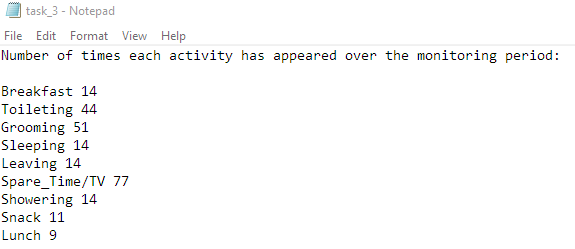 task_3 - Notepad
File Edit Format View Help
Number of times each activity has appeared over the monitoring period:
Breakfast 14
Toileting 44
Grooming 51
Sleeping 14
Leaving 14
Spare_Time/TV 77
Showering 14
Snack 11
Lunch 9